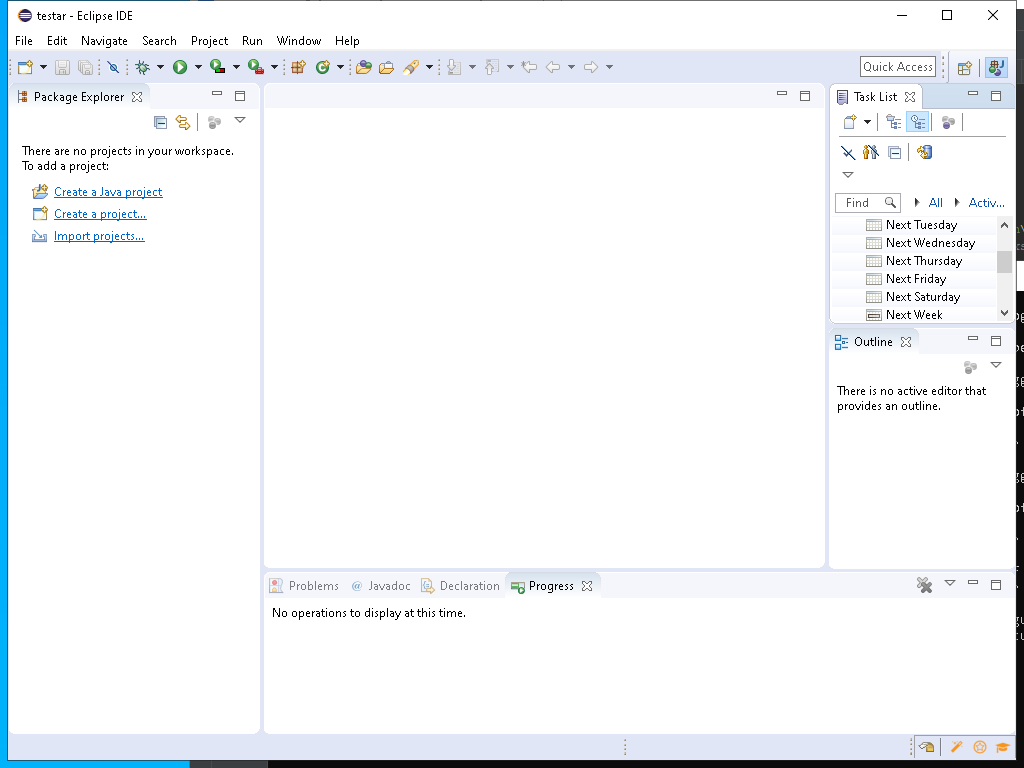 testar - Eclipse IDE
File Edit Navigate Search Project Run Window Help
Quick Access
Package Explorer
There are no projects in your workspace.
To add a project:
Create a Java project
Create a project...
Import projects...
Task List
Find All Activ...
Next Tuesday
Next Wednesday
Next Thursday
Next Friday
Next Saturday
Next Week
Outline
There is no active editor that
provides an outline.
Problems @ Javadoc Declaration Progress
No operations to display at this time.